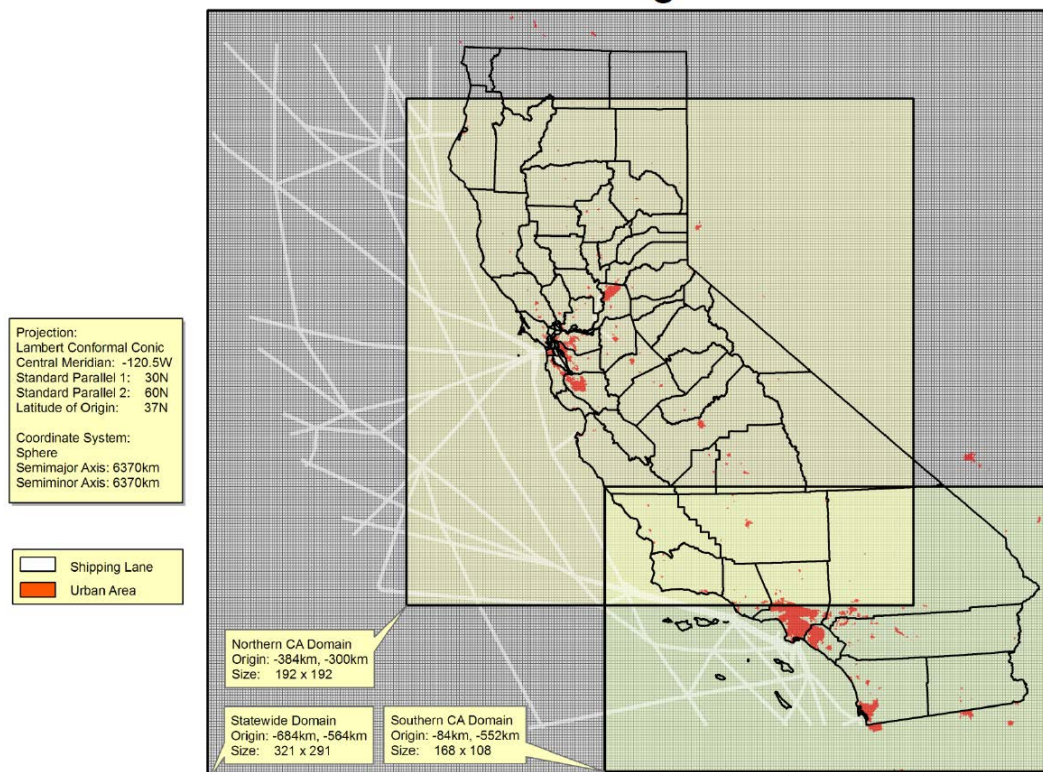 Projection:
Lambert Conformal Conic
Central Meridian: -120.5W
Standard Parallel 1: 30N
Standard Parallel 2: 60N
Latitude of Origin: 37N
Coordinate System:
Sphere
Semimajor Axis: 6370km
Semiminor Axis: 6370km
Shipping Lane
Urban Area
Northern CA Domain
Origin: -384km, -300km
Size: 192 x 192
Statewide Domain
Origin: -684km, -564km
Size: 321 x 291
Southern CA Domain
Origin: -84km, -552km
Size: 168 x 108